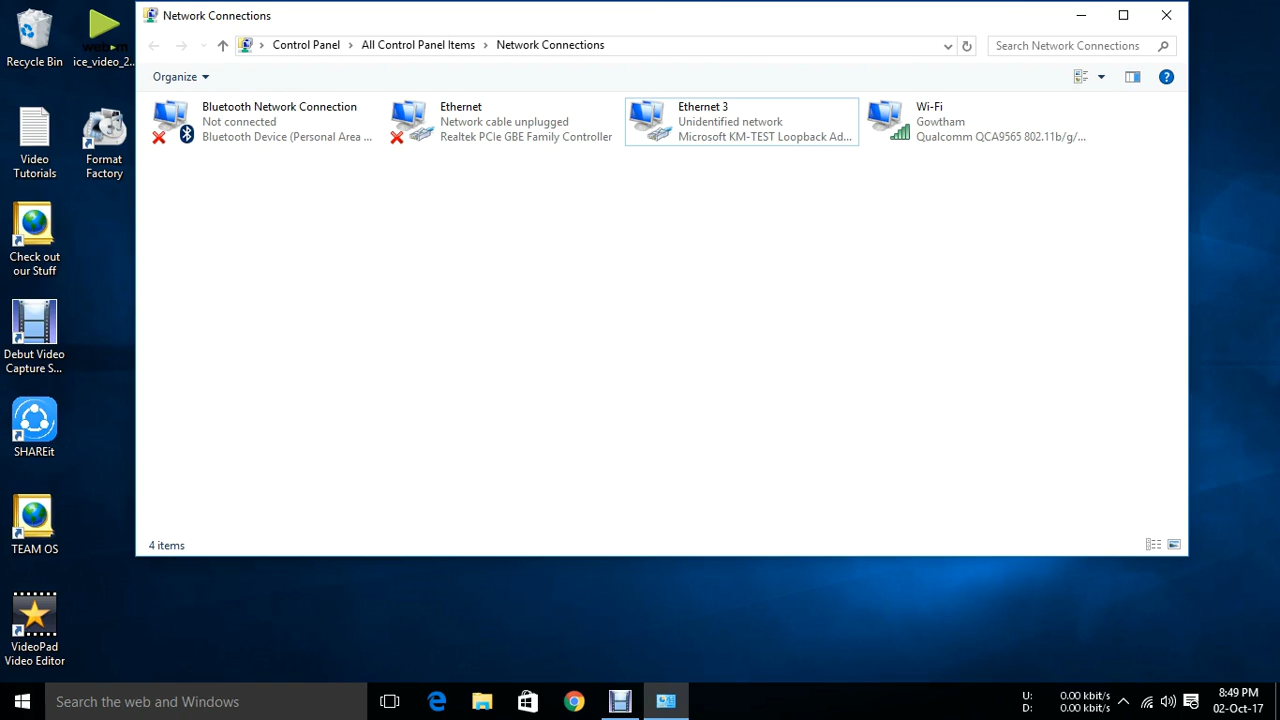 Recycle Bin
ice_video_2...
Video
Tutorials
Format
Factory
Check out
our Stuff
Debut Video
Capture S...
SHAREit
TEAM OS
VideoPad
Video Editor
Network Connections
Control Panel > All Control Panel Items > Network Connections
Search Network Connections
Organize
Bluetooth Network Connection
Not connected
Bluetooth Device (Personal Area ...
Ethernet
Network cable unplugged
Realtek PCIe GBE Family Controller
Ethernet 3
Unidentified network
Microsoft KM-TEST Loopback Ad...
Wi-Fi
Gowtham
Qualcomm QCA9565 802.11b/g/...
4 items
Search the web and Windows
U: 0.00 kbit/s
D: 0.00 kbit/s
8:49 PM
02-Oct-17